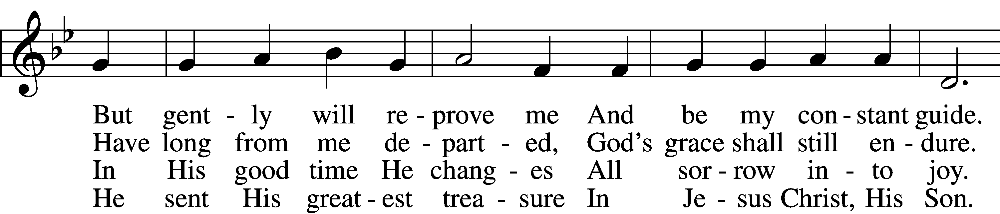 But gent - ly will re - prove me And be my con - stant guide.
Have long from me de - part - ed, God's grace shall still en - dure.
In His good time He chang - es All sor - row in - to joy.
He sent His great - est trea - sure In Je - sus Christ, His Son.